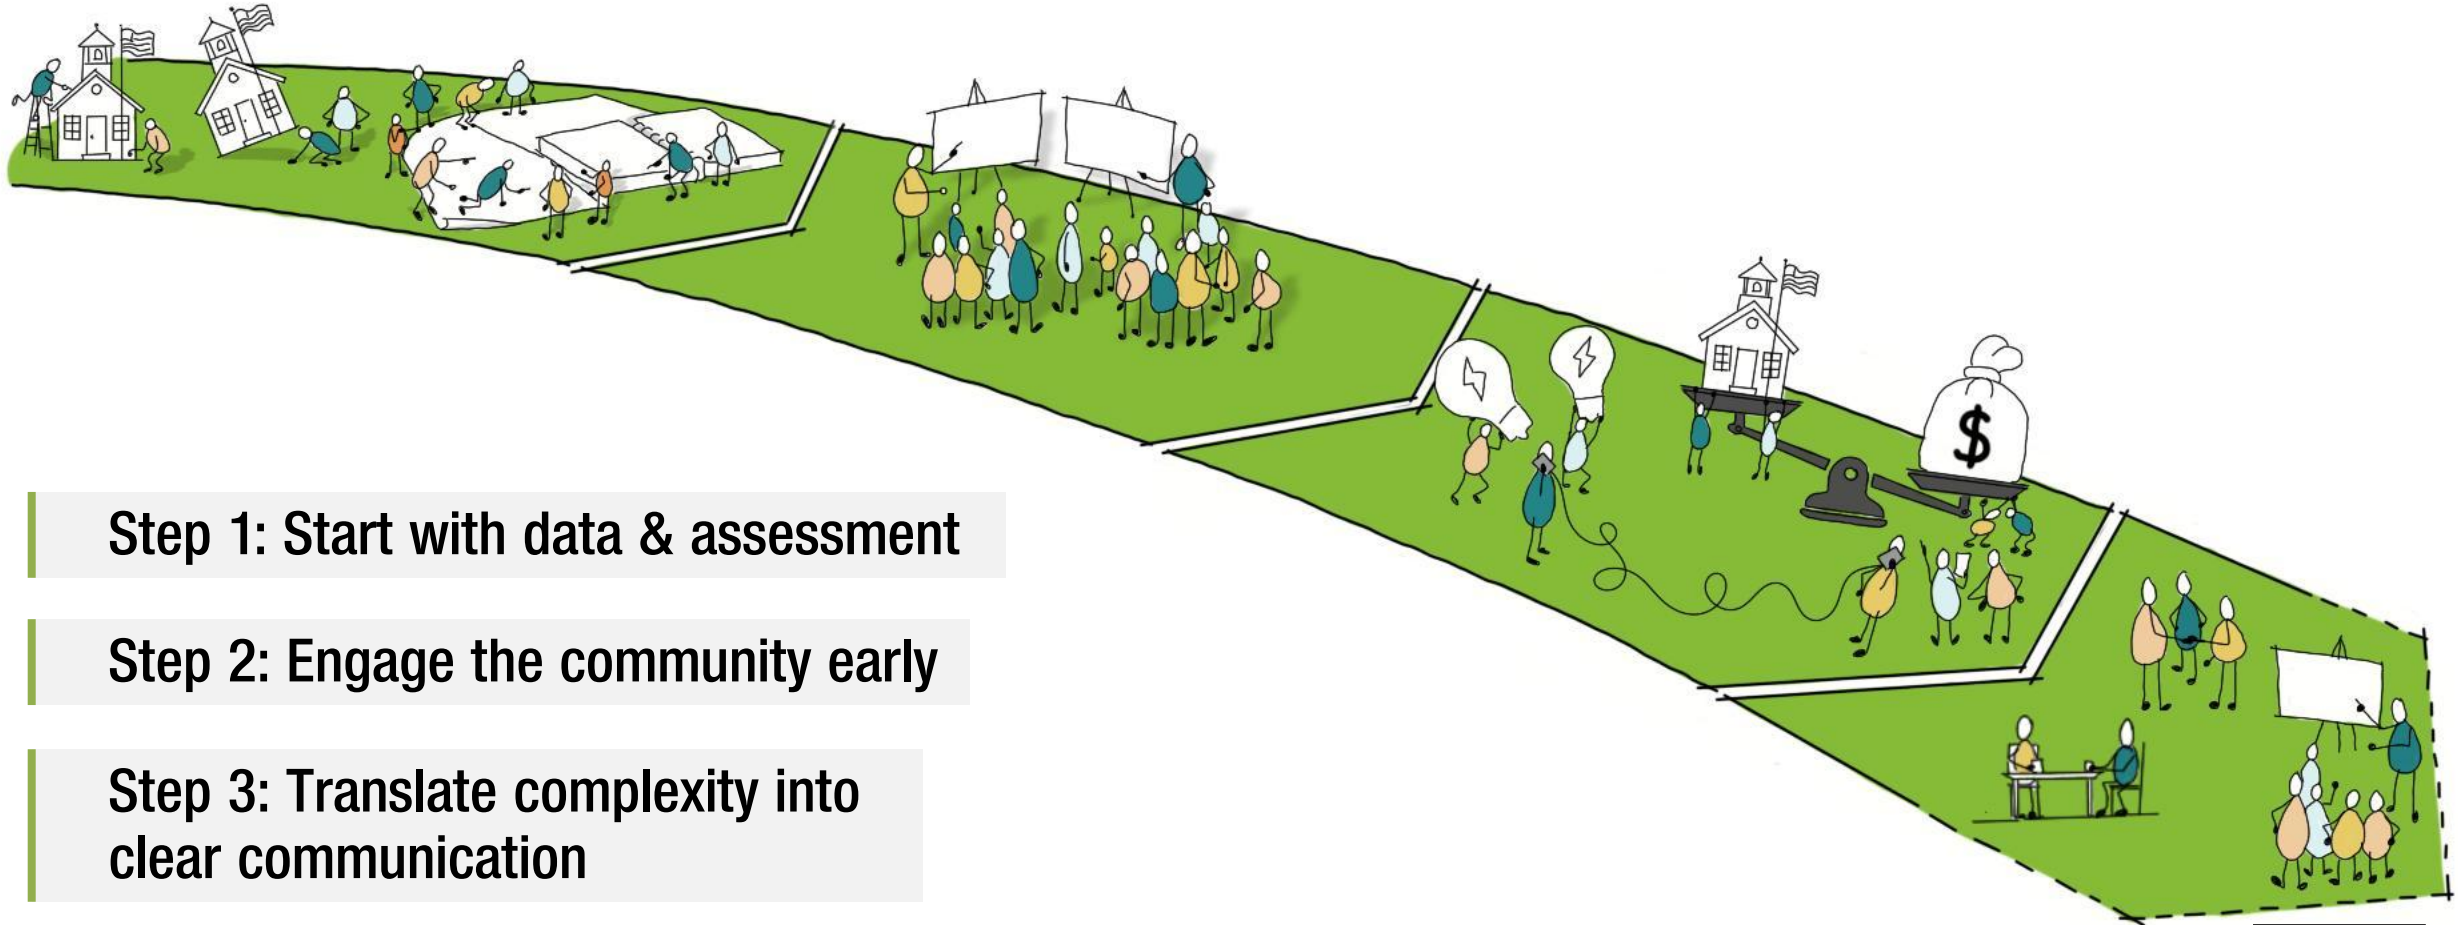 $
Step 1: Start with data & assessment
Step 2: Engage the community early
Step 3: Translate complexity into
clear communication